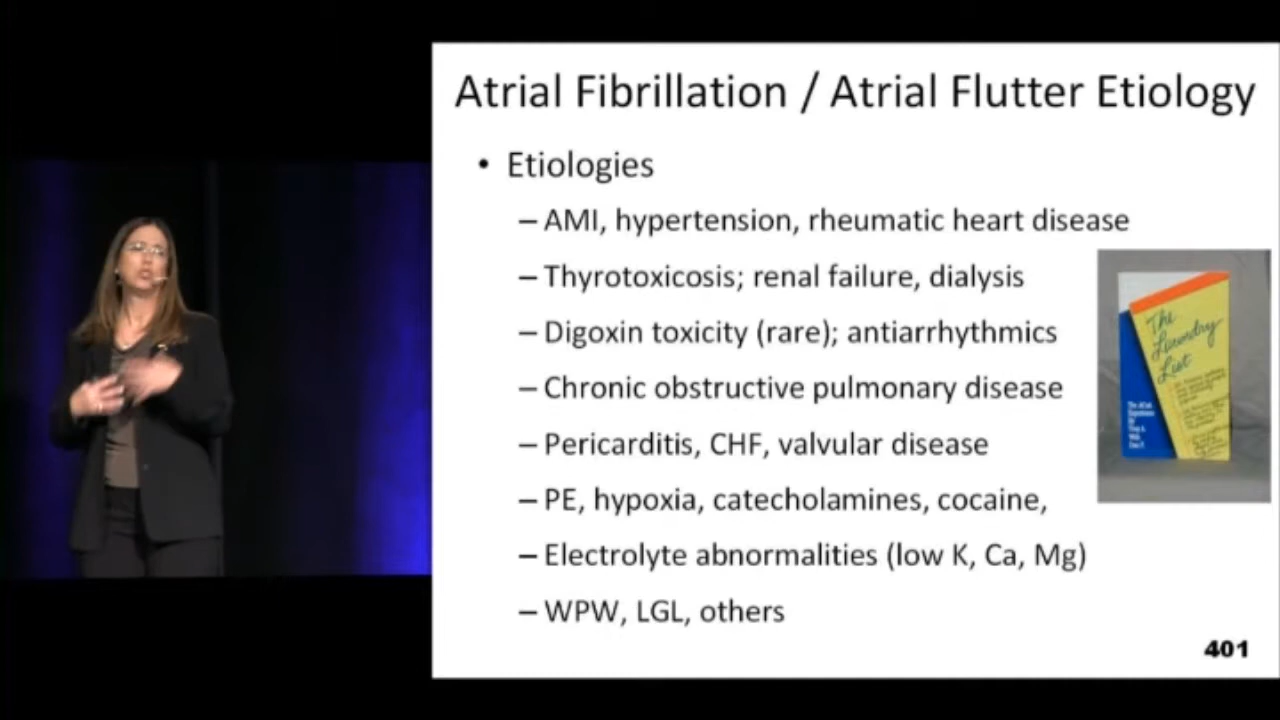 Atrial Fibrillation / Atrial Flutter Etiology
• Etiologies
– AMI, hypertension, rheumatic heart disease
– Thyrotoxicosis; renal failure, dialysis
– Digoxin toxicity (rare); antiarrhythmics
– Chronic obstructive pulmonary disease
– Pericarditis, CHF, valvular disease
– PE, hypoxia, catecholamines, cocaine,
– Electrolyte abnormalities (low K, Ca, Mg)
– WPW, LGL, others
The
Laundry
List
401